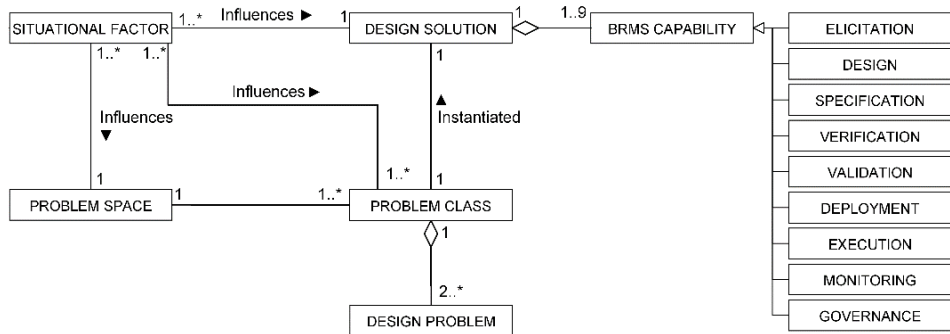 SITUATIONAL FACTOR
1..*
Influences ►
1
DESIGN SOLUTION
1
1..9
BRMS CAPABILITY
ELICITATION
1..*
1..*
1
DESIGN
Influences ►
SPECIFICATION
Influences
▼
▲
Instantiated
VERIFICATION
1
1..*
1
VALIDATION
PROBLEM SPACE
1
1..*
PROBLEM CLASS
DEPLOYMENT
1
EXECUTION
2..*
MONITORING
DESIGN PROBLEM
GOVERNANCE